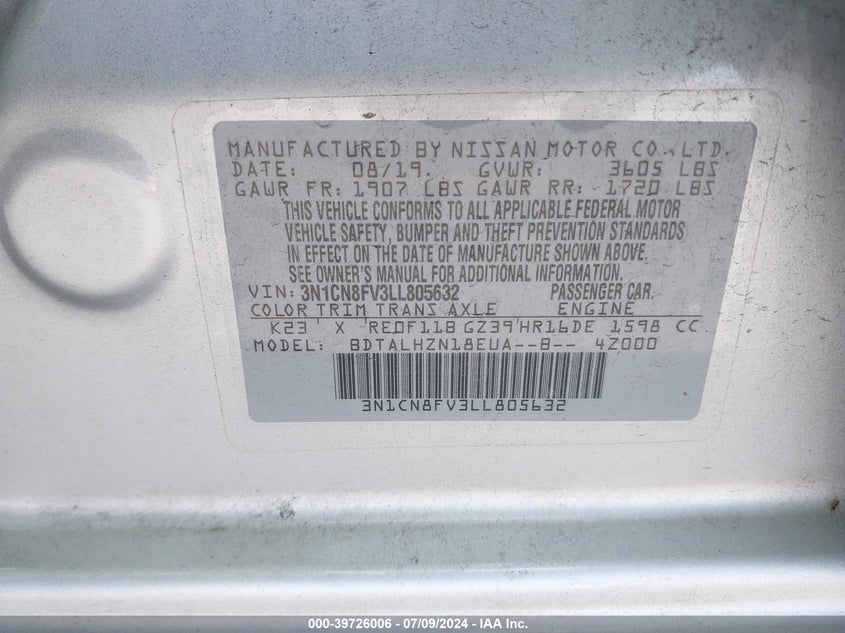 MANUFACTURED BY NISSAN MOTOR CO.,LTD.
DATE: 08/19. GVWR: 3605 LBS
GAWR FR: 1907 LBS GAWR RR: 1720 LBS
THIS VEHICLE CONFORMS TO ALL APPLICABLE FEDERAL MOTOR
VEHICLE SAFETY, BUMPER AND THEFT PREVENTION STANDARDS
IN EFFECT ON THE DATE OF MANUFACTURE SHOWN ABOVE.
SEE OWNER'S MANUAL FOR ADDITIONAL INFORMATION.
VIN: 3N1CN8FV3LL805632 PASSENGER CAR.
COLOR TRIM TRANS AXLE ENGINE
K23 X RE0F11B GZ39 HR16DE 1598 CC
MODEL: BDTALHZN18EUA--B-- 4Z000
3N1CN8FV3LL805632
000-39726006 - 07/09/2024 - IAA Inc.